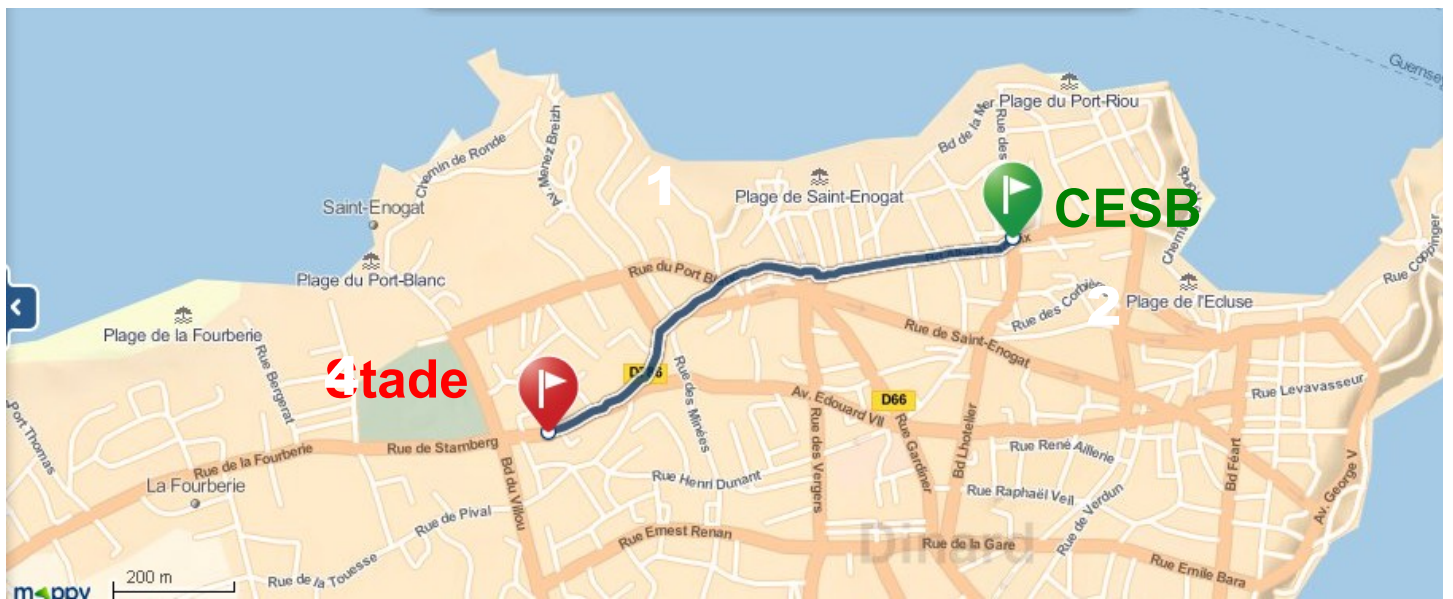 Guernsey
Plage du Port-Riou
Bd de la Mer
Rue des
Av. Menez Breizh
Chemin de Ronde
1
Plage de Saint-Enogat
Saint-Enogat
CESB
Rue Coppinger
Plage du Port-Blanc
Rue du Port
Rue des
2
Plage de l'Ecluse
Plage de la Fourberie
Rue de Saint-Enogat
Rue Bergerat
4
Stade
Rue des Minées
Rue Levavasseur
D66
Av. Edouard VII
Port Thomas
Rue de Stamberg
Rue de la Fourberie
Rue des Vergers
Rue Gardiner
Bd Lhotelier
Rue René Aillerie
Bd Féart
Av. George V
La Fourberie
Bd du Villou
Rue Henri Dunant
Rue Raphaël Veil
Rue de Verdun
Rue de Pival
Rue Ernest Renan
Dinard
Rue de la Gare
Rue Emile Bara
Rue de la Touesse
200 m
mappy